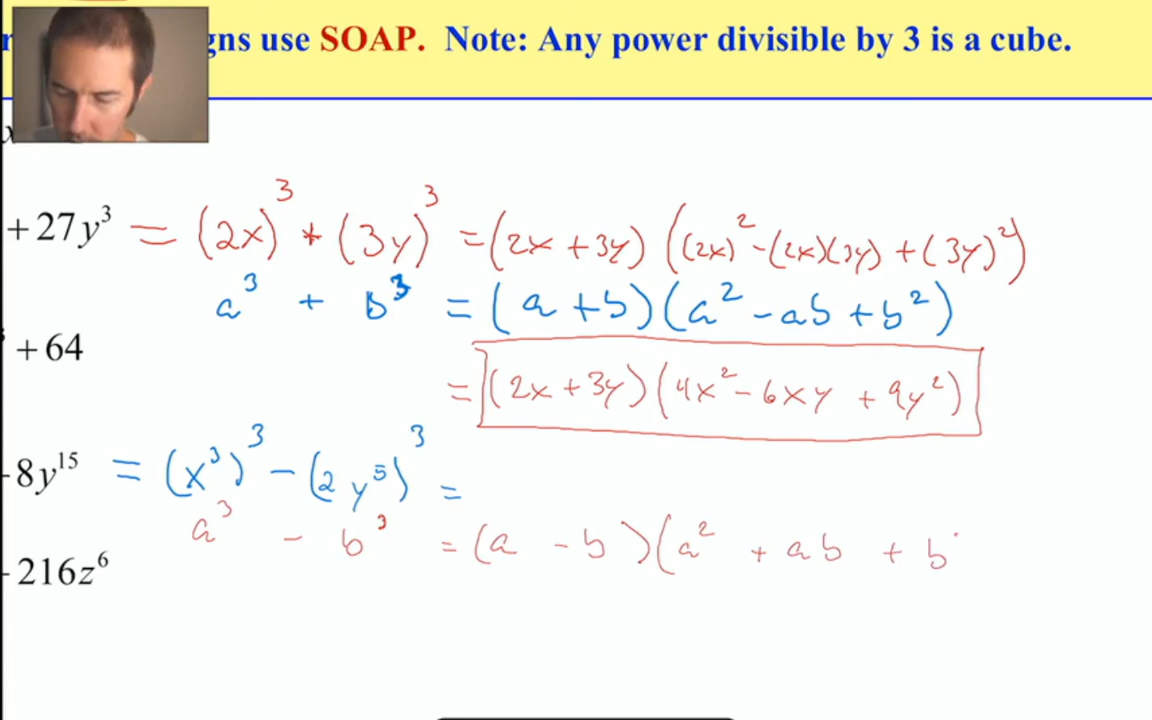 gns use SOAP. Note: Any power divisible by 3 is a cube.
+27y³ = (2x)³ + (3y)³ = (2x + 3y) ((2x)² - (2x)(3y) + (3y)²)
a³ + b³ = (a + b)(a² - ab + b²)
+64
= (2x + 3y)(4x² - 6xy + 9y²)
-8y¹⁵ = (x³)³ - (2y⁵)³ =
a³ - b³ = (a - b)(a² + ab + b
-216z⁶